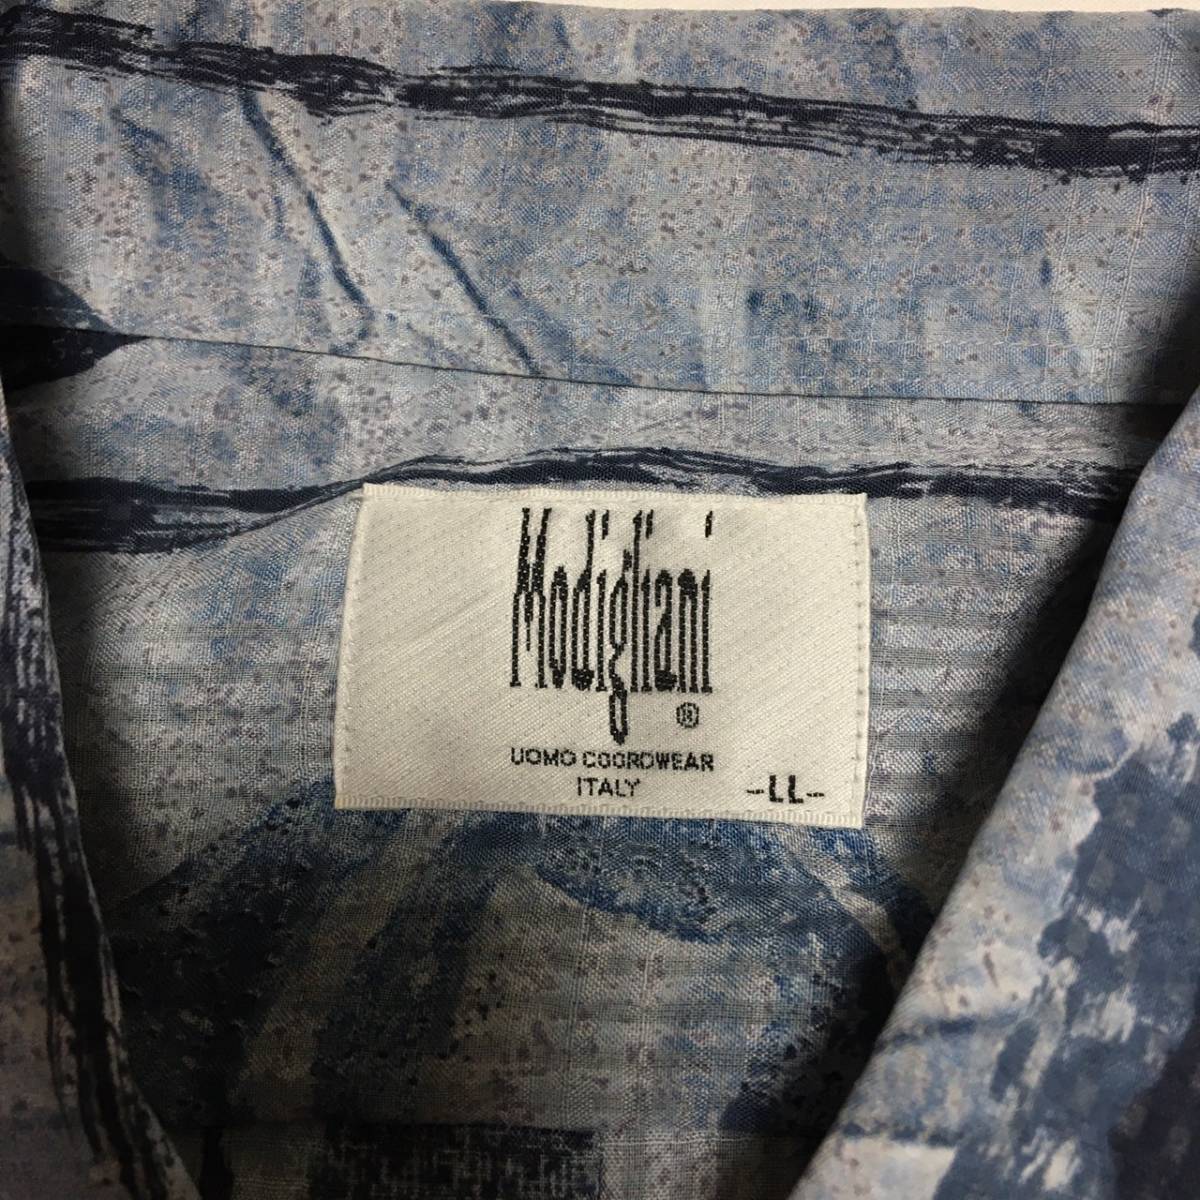 Modigliani
®
UOMO COORDWEAR
ITALY
-LL-